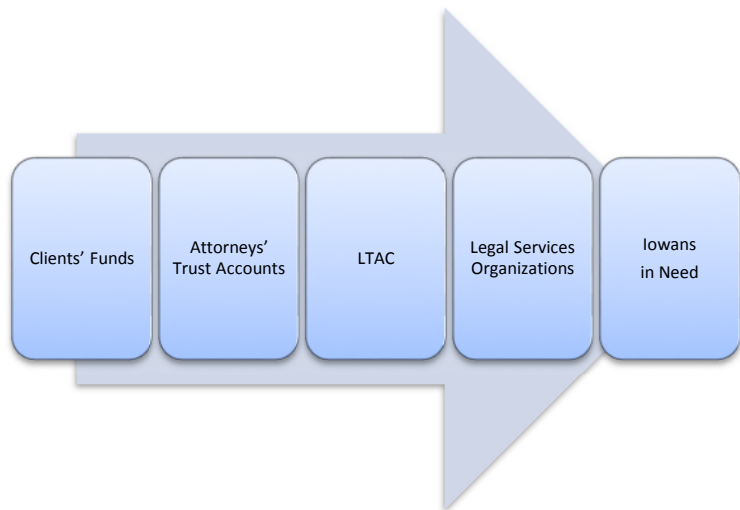 Clients’ Funds
Attorneys’
Trust Accounts
LTAC
Legal Services
Organizations
Iowans
in Need